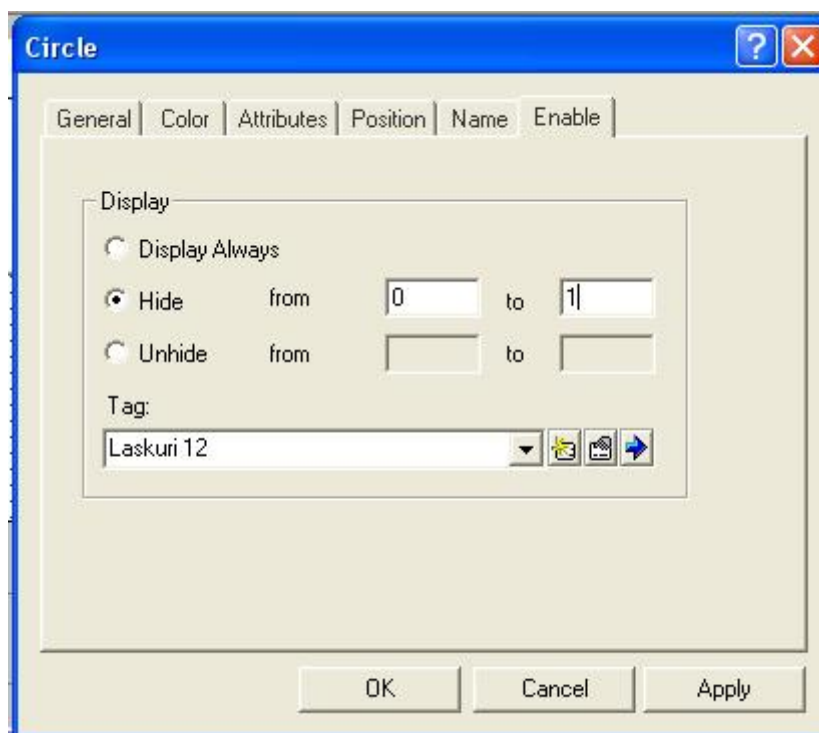 Circle
General Color Attributes Position Name Enable
Display
Display Always
Hide from 0 to 1
Unhide from to
Tag:
Laskuri 12
OK Cancel Apply